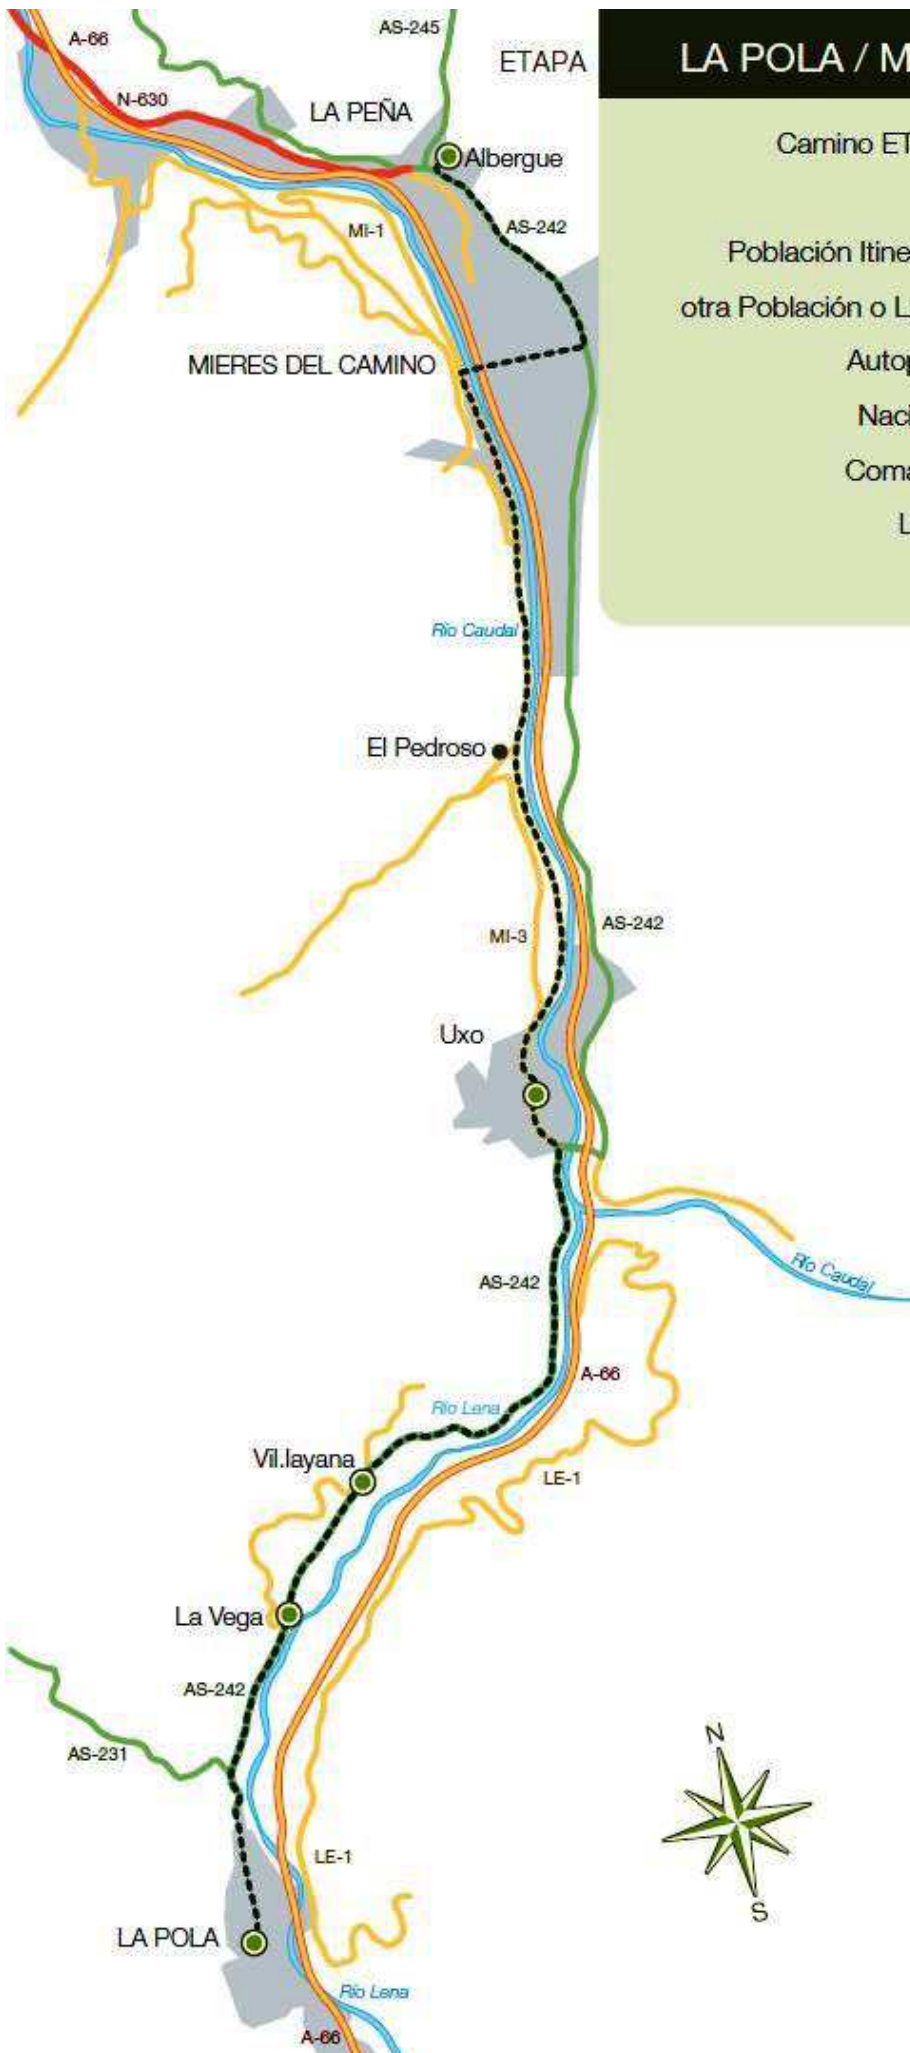 AS-245
A-66
ETAPA
LA POLA / M
N-630
LA PEÑA
Camino ET
Albergue
AS-242
MI-1
Población Itine
otra Población o L
MIERES DEL CAMINO
Autop
Naci
Coma
L
Río Caudal
El Pedroso
AS-242
MI-3
Uxo
Río Caudal
AS-242
A-66
Río Lena
Vil.layana
LE-1
La Vega
AS-242
N
AS-231
LE-1
S
LA POLA
Río Lena
A-66